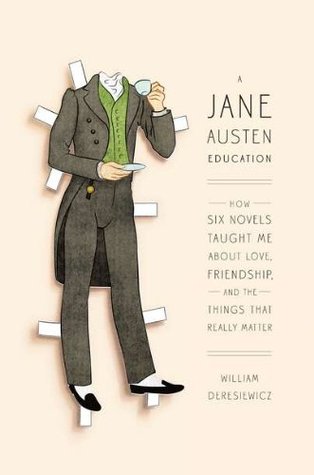 A
JANE
AUSTEN
EDUCATION
HOW
SIX NOVELS
TAUGHT ME
ABOUT LOVE,
FRIENDSHIP,
AND THE
THINGS THAT
REALLY MATTER
WILLIAM
DERESIEWICZ